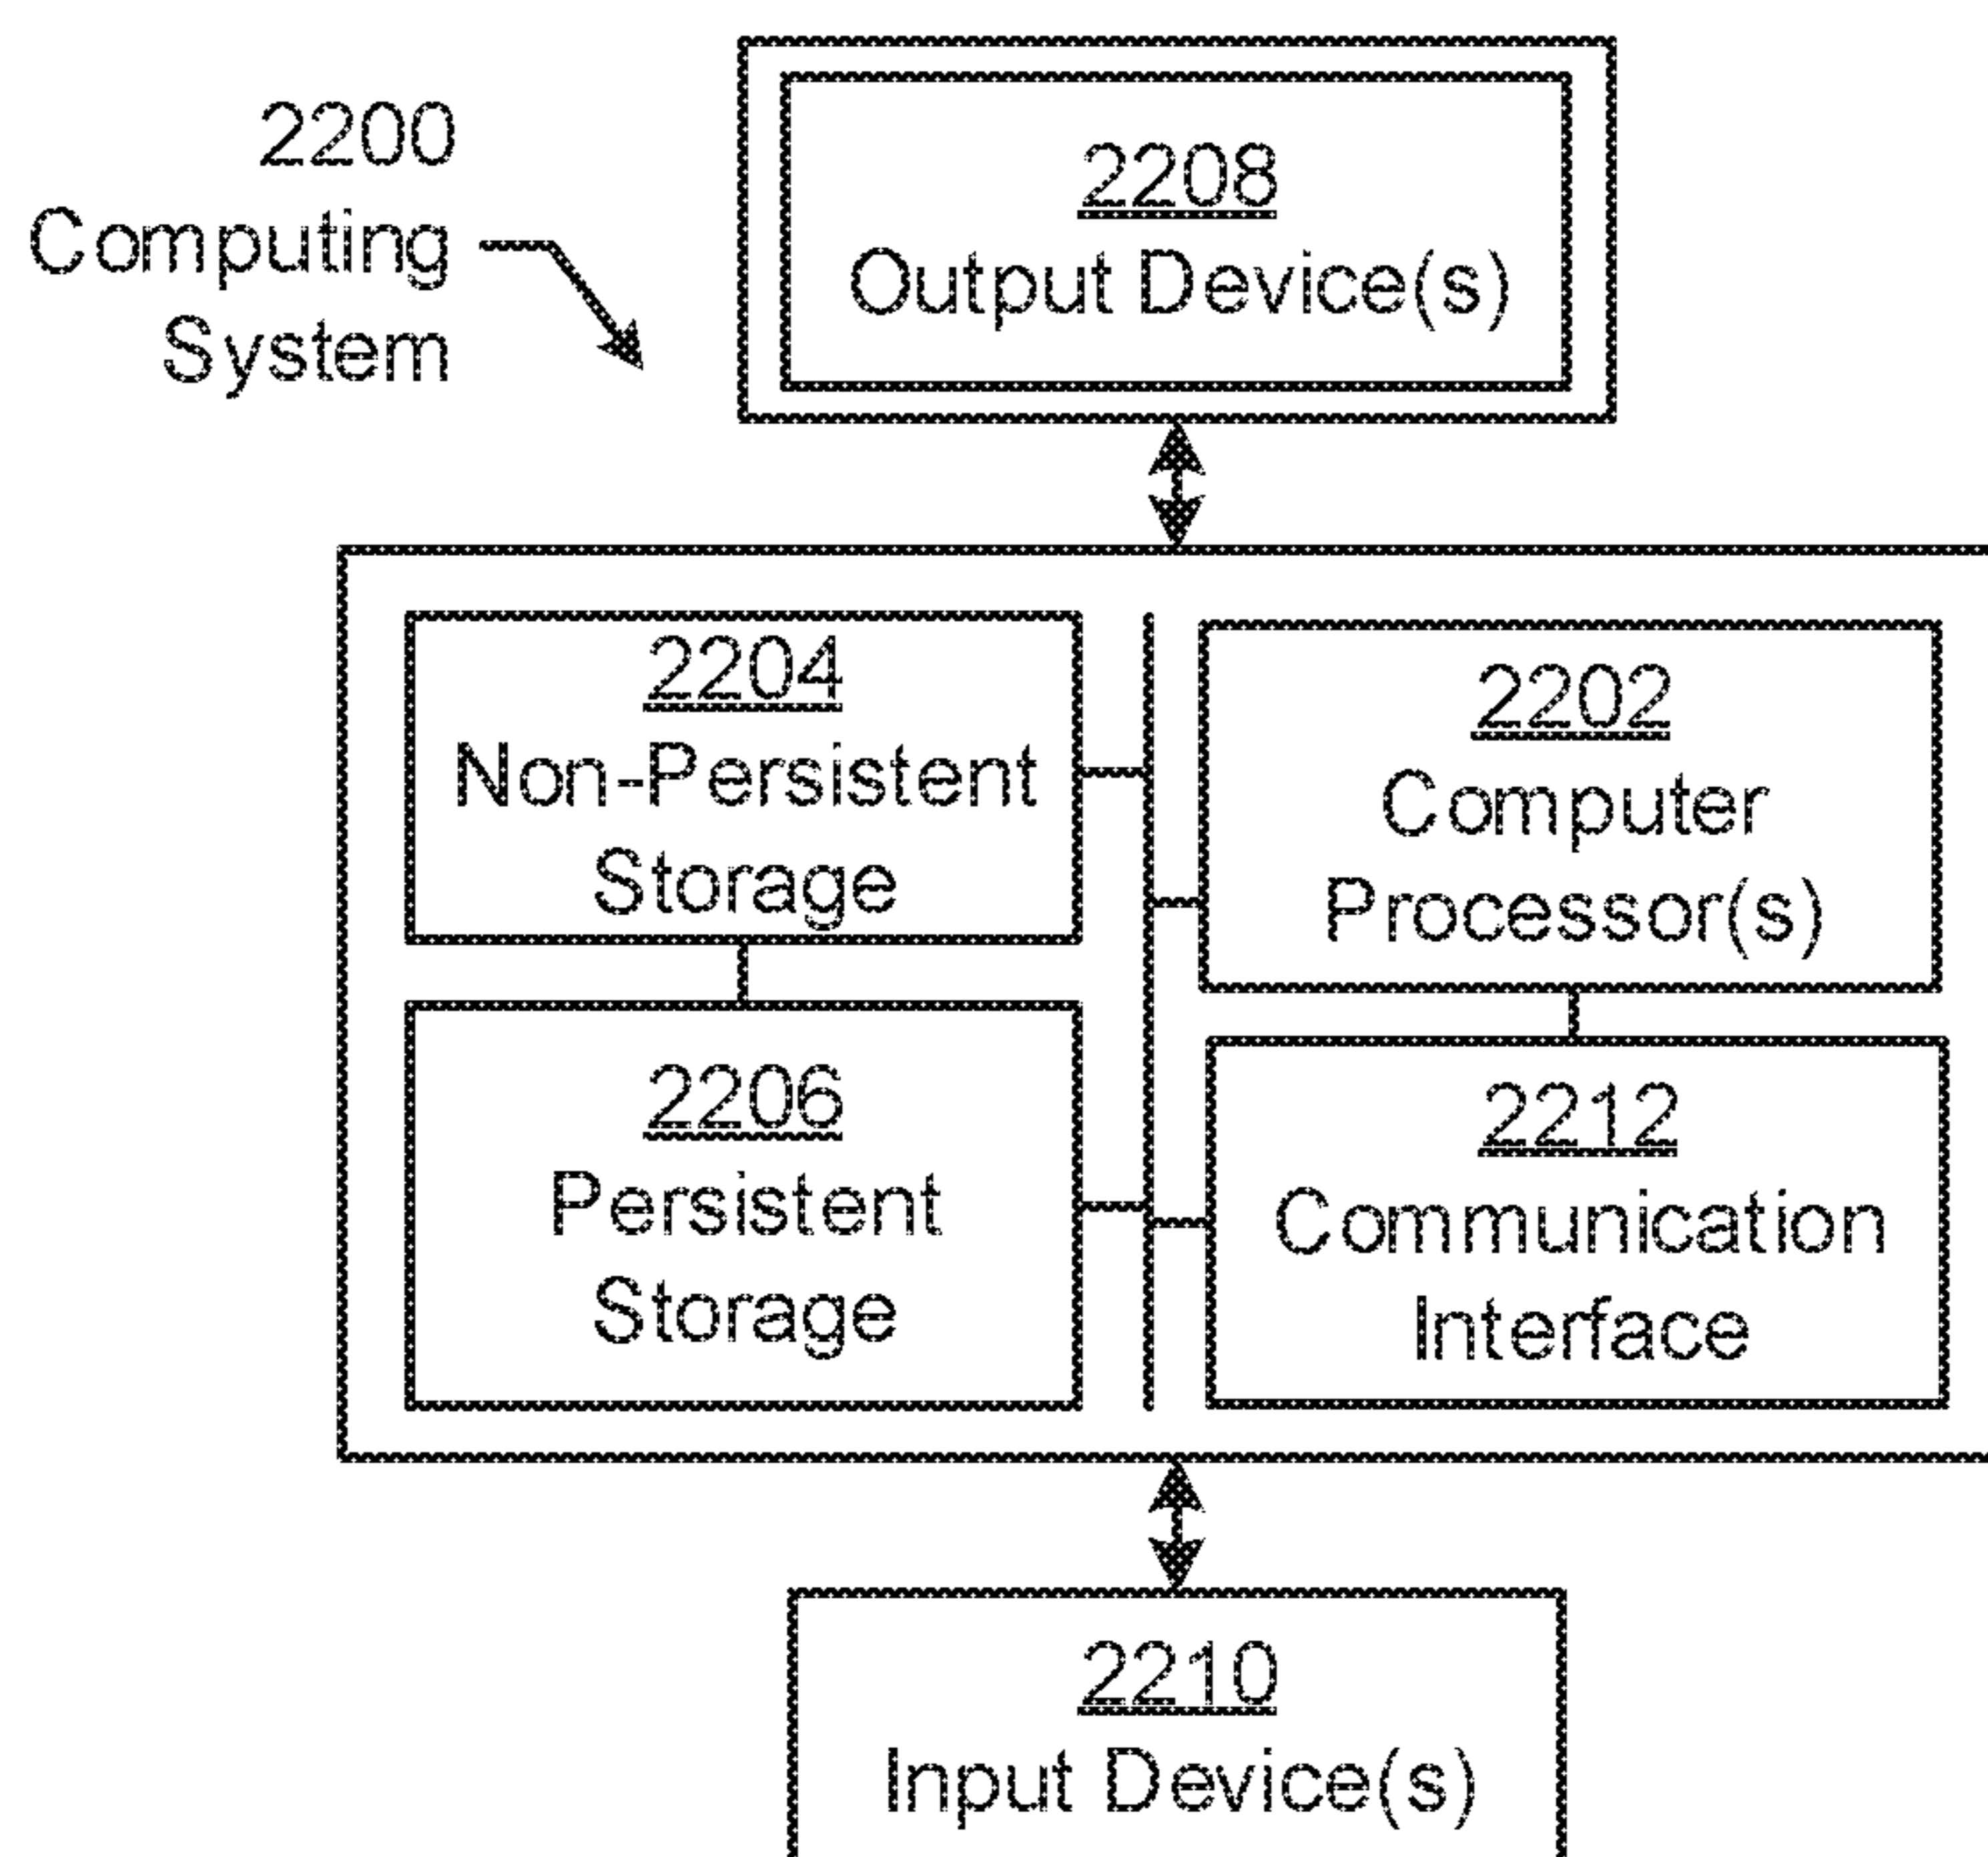 2200
Computing
System
2208
Output Device(s)
2204
Non-Persistent
Storage
2202
Computer
Processor(s)
2206
Persistent
Storage
2212
Communication
Interface
2210
Input Device(s)